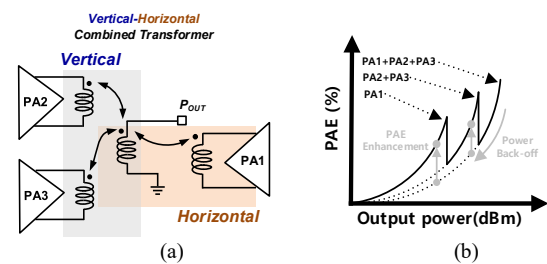 Vertical-Horizontal
Combined Transformer
Vertical
PA2
POUT
PA1
PA3
Horizontal
(a)
PAE (%)
PA1+PA2+PA3
PA2+PA3
PA1
PAE
Enhancement
Power
Back-off
Output power(dBm)
(b)